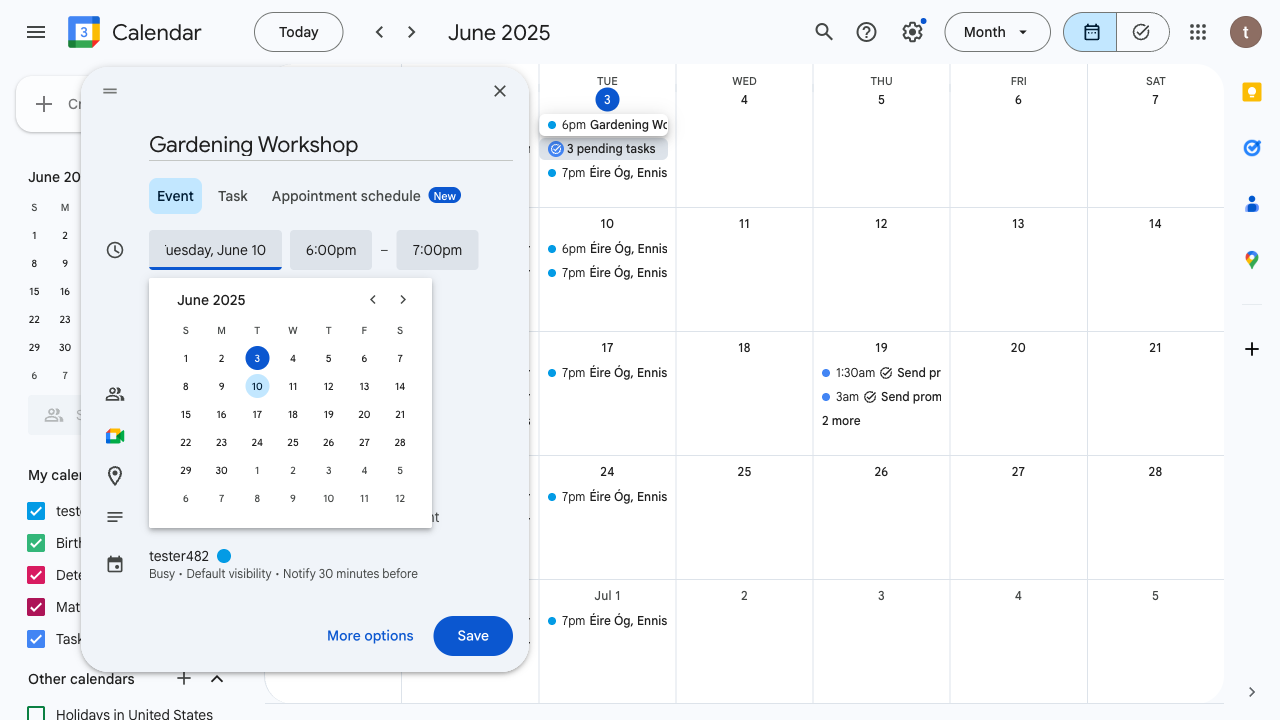 3 Calendar Today June 2025 Month t
Gardening Workshop
Event Task Appointment schedule New
uesday, June 10 6:00pm – 7:00pm
June 2025
S M T W T F S
1 2 3 4 5 6 7
8 9 10 11 12 13 14
15 16 17 18 19 20 21
22 23 24 25 26 27 28
29 30 1 2 3 4 5
6 7 8 9 10 11 12
tester482
Busy • Default visibility • Notify 30 minutes before
More options Save
June 20
S M
1 2
8 9
15 16
22 23
29 30
6 7
My caler
teste
Birth
Dete
Mat
Task
Other calendars
Holidays in United States
TUE WED THU FRI SAT
3 4 5 6 7
6pm Gardening Wo
3 pending tasks
7pm Éire Óg, Ennis
10 11 12 13 14
6pm Éire Óg, Ennis
7pm Éire Óg, Ennis
17 18 19 20 21
7pm Éire Óg, Ennis
1:30am Send pr
3am Send prom
2 more
24 25 26 27 28
7pm Éire Óg, Ennis
Jul 1 2 3 4 5
7pm Éire Óg, Ennis